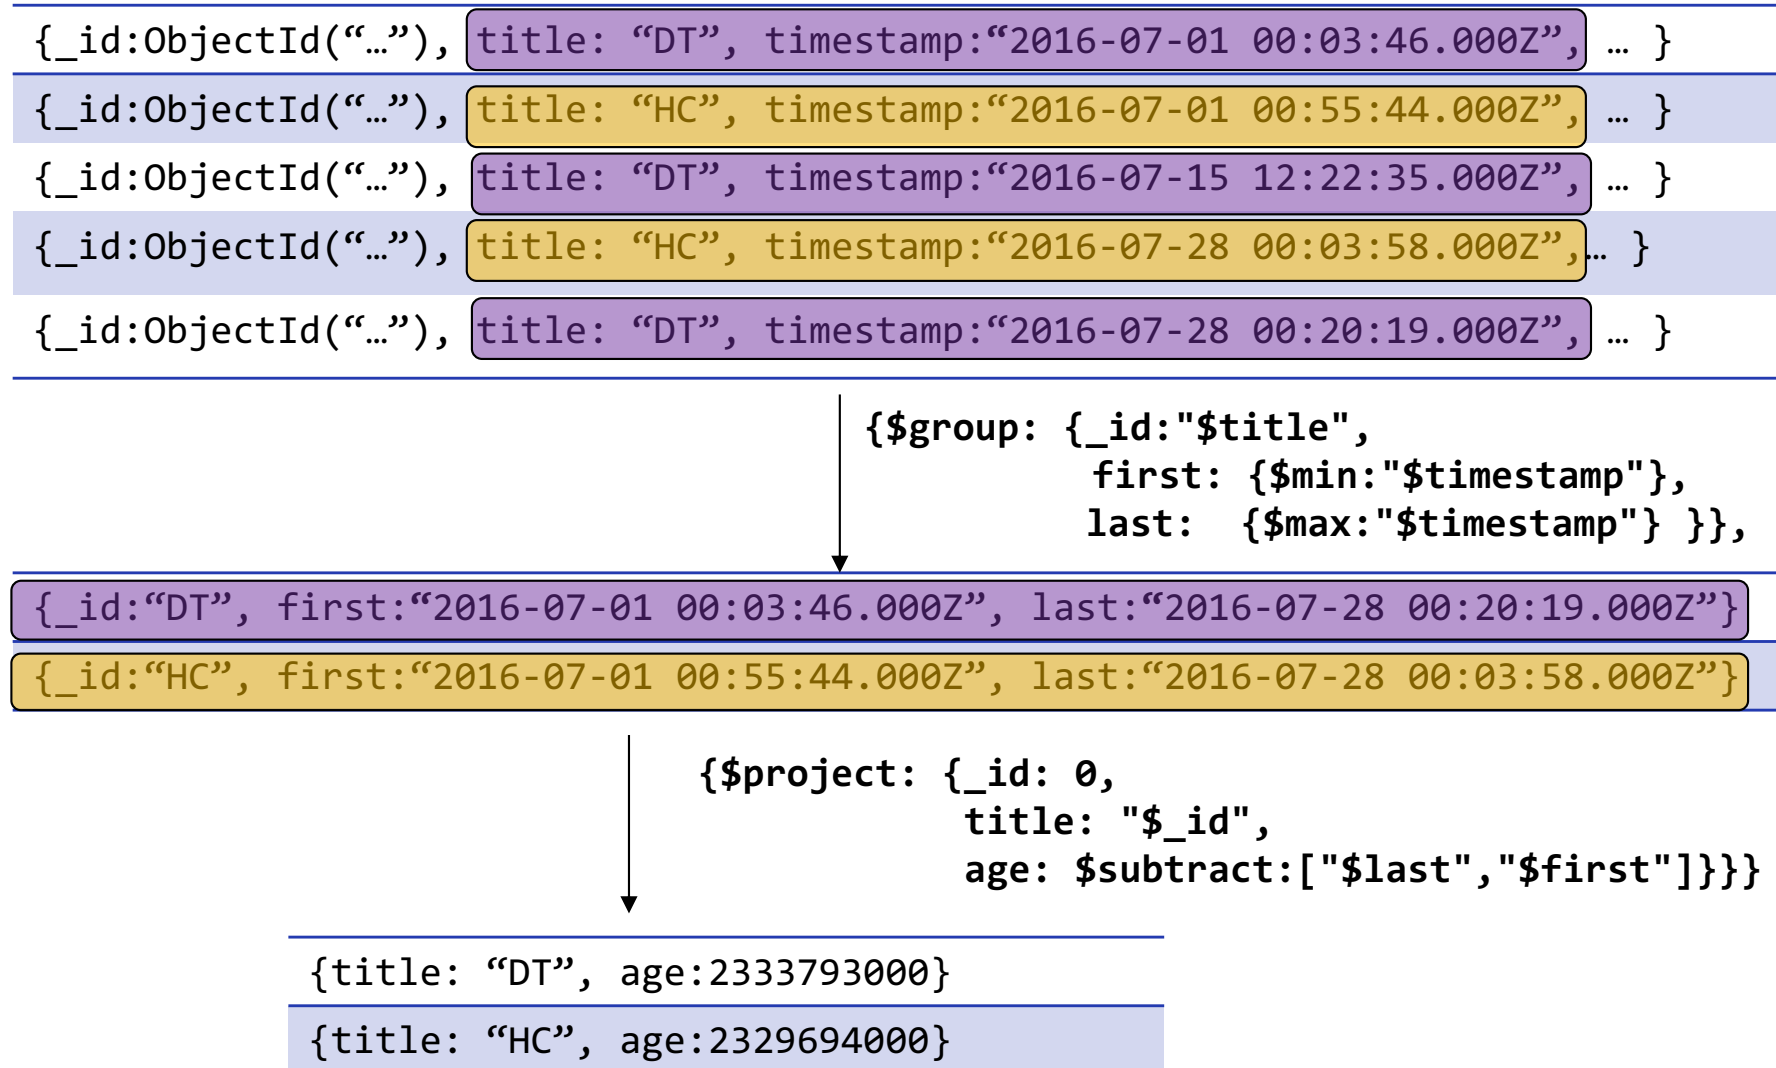 {_id:ObjectId(“…”), title: “DT”, timestamp:“2016-07-01 00:03:46.000Z”, … }
{_id:ObjectId(“…”), title: “HC”, timestamp:“2016-07-01 00:55:44.000Z”, … }
{_id:ObjectId(“…”), title: “DT”, timestamp:“2016-07-15 12:22:35.000Z”, … }
{_id:ObjectId(“…”), title: “HC”, timestamp:“2016-07-28 00:03:58.000Z”,… }
{_id:ObjectId(“…”), title: “DT”, timestamp:“2016-07-28 00:20:19.000Z”, … }
{$group: {_id:"$title",
first: {$min:"$timestamp"},
last: {$max:"$timestamp"} }},
{_id:“DT”, first:“2016-07-01 00:03:46.000Z”, last:“2016-07-28 00:20:19.000Z”}
{_id:“HC”, first:“2016-07-01 00:55:44.000Z”, last:“2016-07-28 00:03:58.000Z”}
{$project: {_id: 0,
title: "$_id",
age: $subtract:["$last","$first"]}}}
{title: “DT”, age:2333793000}
{title: “HC”, age:2329694000}